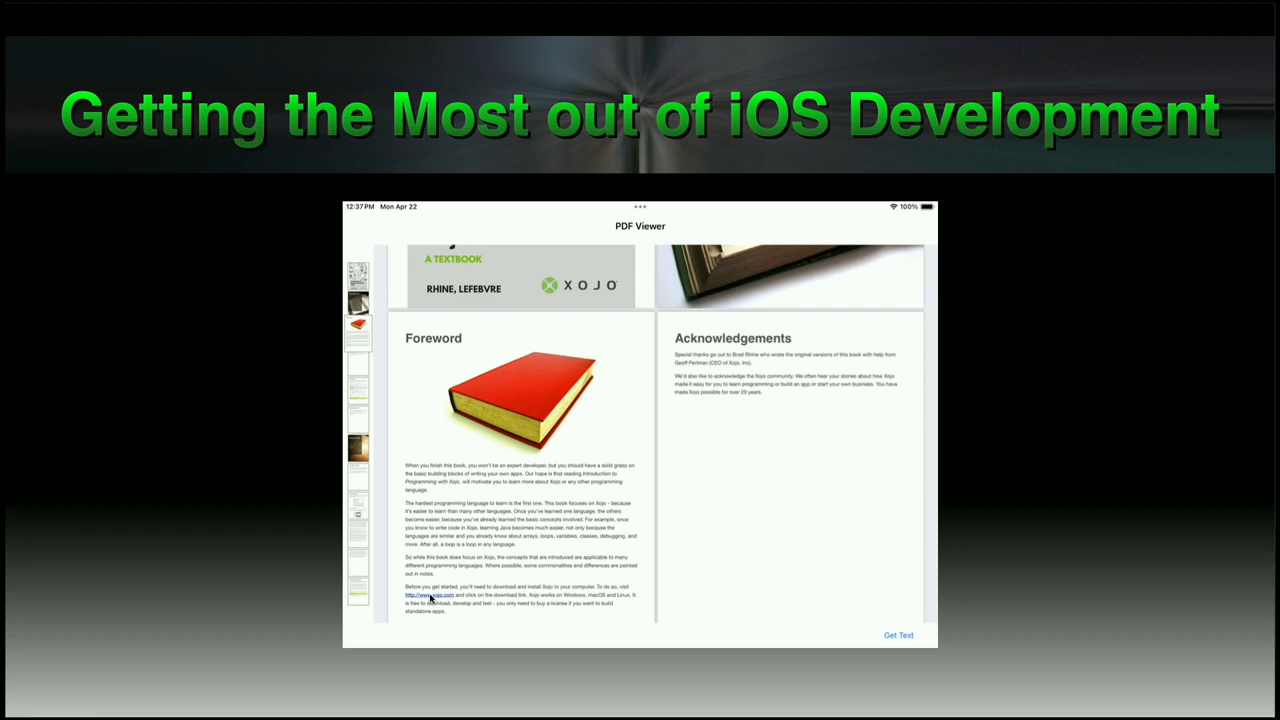 Getting the Most out of iOS Development
12:37 PM Mon Apr 22
100%
PDF Viewer
A TEXTBOOK
RHINE, LEFEBVRE
XOJO
Foreword
When you finish this book, you won't be an expert developer, but you should have a solid grasp on
the basic building blocks of writing your own apps. Our hope is that reading Introduction to
Programming with Xojo, will motivate you to learn more about Xojo or any other programming
language.
The hardest programming language to learn is the first one. This book focuses on Xojo - because
it's easier to learn than many other languages. Once you've learned one language, the others
become easier, because you've already learned the basic concepts involved. For example, once
you know to write code in Xojo, learning Java becomes much easier, not only because the
languages are similar and you already know about arrays, loops, variables, classes, debugging, and
more. After all, a loop is a loop in any language.
So while this book does focus on Xojo, the concepts that are introduced are applicable to many
different programming languages. Where possible, some commonalities and differences are pointed
out in notes.
Before you get started, you'll need to download and install Xojo to your computer. To do so, visit
http://www.xojo.com and click on the download link. Xojo works on Windows, macOS and Linux. It
is free to download, develop and test - you only need to buy a license if you want to build
standalone apps.
Acknowledgements
Special thanks go out to Brad Rhine who wrote the original versions of this book with help from
Geoff Perlman (CEO of Xojo, Inc).
We'd also like to acknowledge the Xojo community. We often hear your stories about how Xojo
made it easy for you to learn programming or build an app or start your own business. You have
made Xojo possible for over 20 years.
Get Text